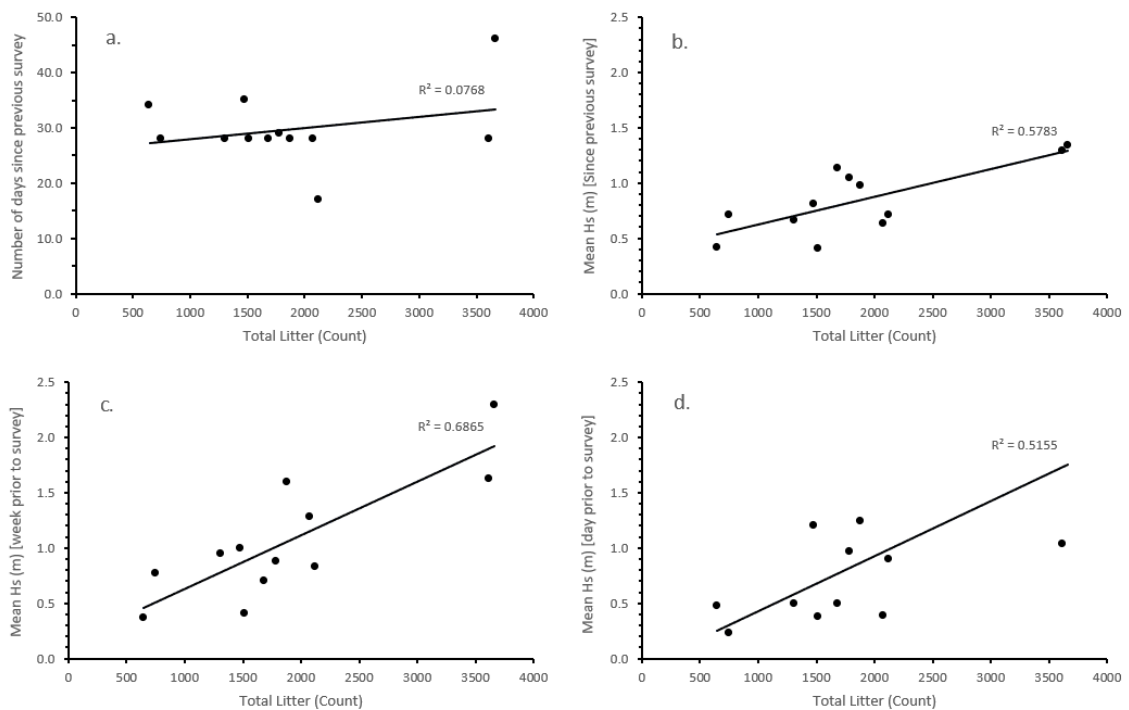 a.
R² = 0.0768
Number of days since previous survey
50.0
40.0
30.0
20.0
10.0
0.0
0 500 1000 1500 2000 2500 3000 3500 4000
Total Litter (Count)
b.
R² = 0.5783
Mean Hs (m) [Since previous survey]
2.5
2.0
1.5
1.0
0.5
0.0
0 500 1000 1500 2000 2500 3000 3500 4000
Total Litter (Count)
c.
R² = 0.6865
Mean Hs (m) [week prior to survey]
2.5
2.0
1.5
1.0
0.5
0.0
0 500 1000 1500 2000 2500 3000 3500 4000
Total Litter (Count)
d.
R² = 0.5155
Mean Hs (m) [day prior to survey]
2.5
2.0
1.5
1.0
0.5
0.0
0 500 1000 1500 2000 2500 3000 3500 4000
Total Litter (Count)